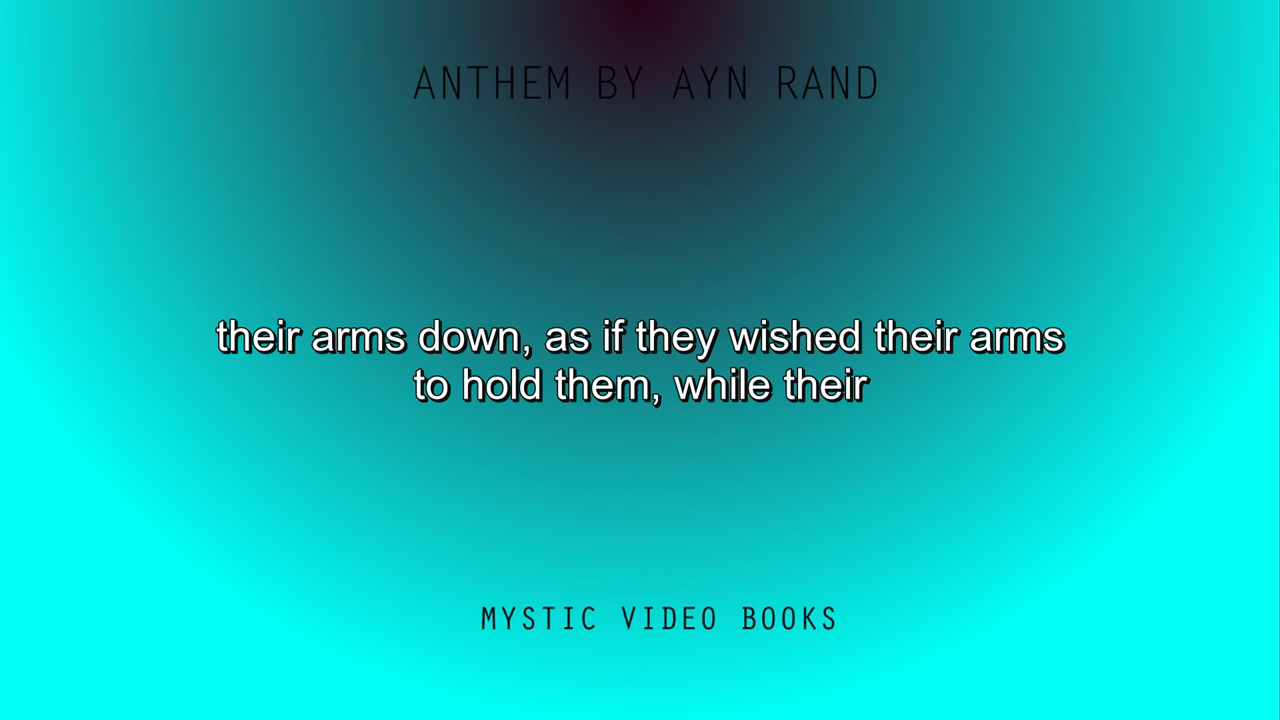 ANTHEM BY AYN RAND
their arms down, as if they wished their arms
to hold them, while their
MYSTIC VIDEO BOOKS